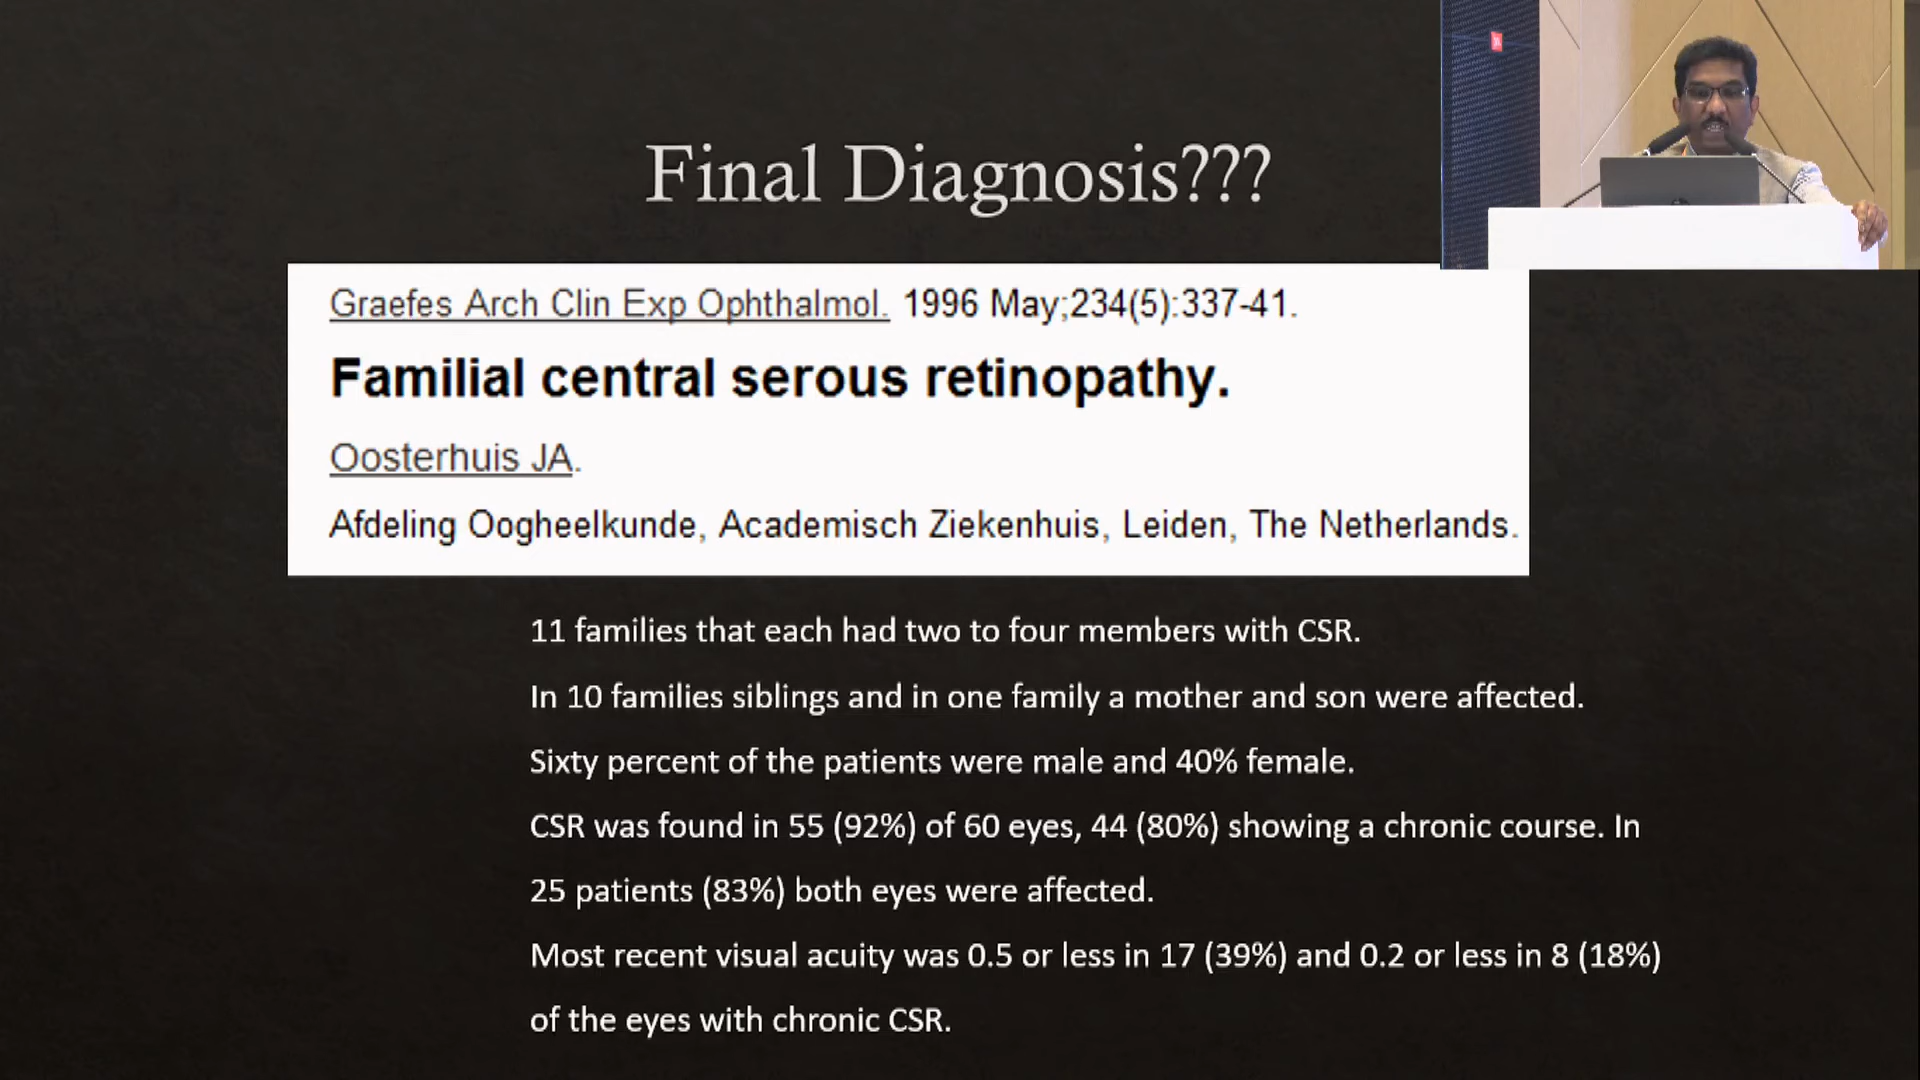 Final Diagnosis???
Graefes Arch Clin Exp Ophthalmol. 1996 May;234(5):337-41.
Familial central serous retinopathy.
Oosterhuis JA.
Afdeling Oogheelkunde, Academisch Ziekenhuis, Leiden, The Netherlands.
11 families that each had two to four members with CSR.
In 10 families siblings and in one family a mother and son were affected.
Sixty percent of the patients were male and 40% female.
CSR was found in 55 (92%) of 60 eyes, 44 (80%) showing a chronic course. In
25 patients (83%) both eyes were affected.
Most recent visual acuity was 0.5 or less in 17 (39%) and 0.2 or less in 8 (18%)
of the eyes with chronic CSR.